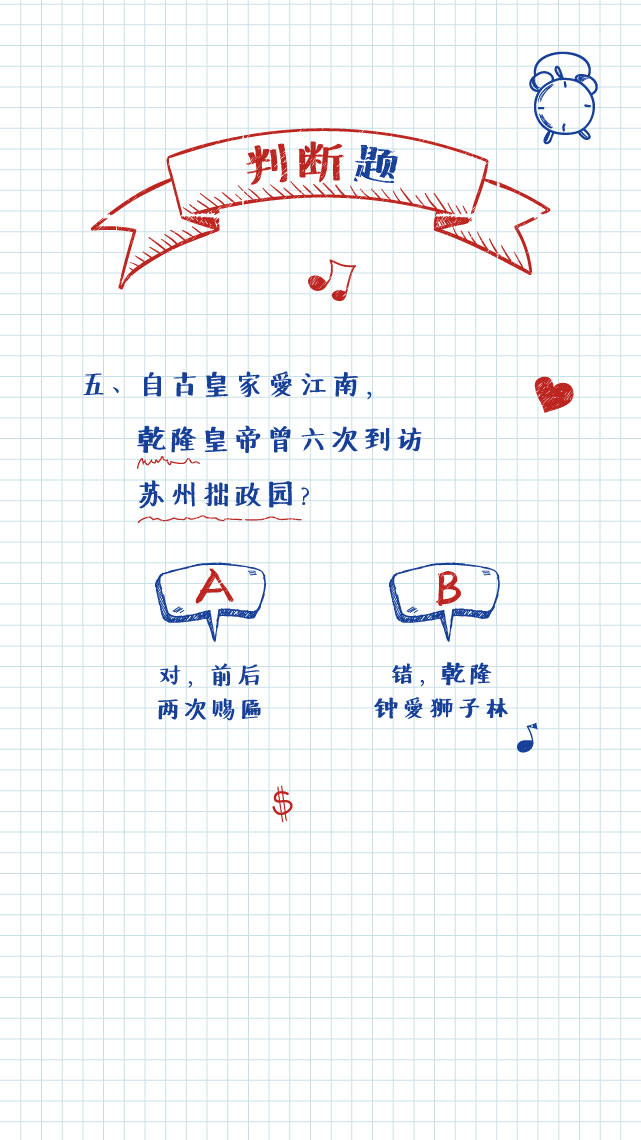 判断题
五、自古皇家愛江南,
乾隆皇帝曾六次到访
苏州拙政园?
A
B
对, 前后
两次赐匾
错, 乾隆
钟愛狮子林
$